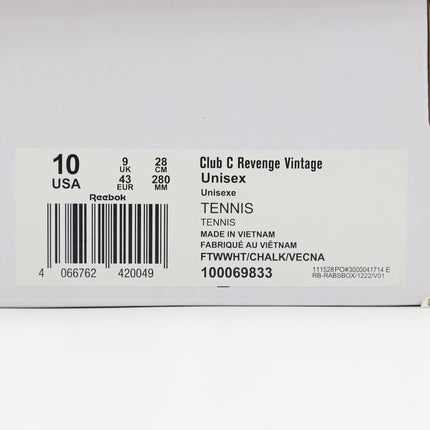 10 USA
9 UK
28 CM
43 EUR
280 MM
Reebok
4 066762 420049
Club C Revenge Vintage
Unisex
Unisexe
TENNIS
TENNIS
MADE IN VIETNAM
FABRIQUÉ AU VIÊTNAM
FTWWHT/CHALK/VECNA
100069833
111528PO#3000041714 E
RB-RABSBOX/1222/V01